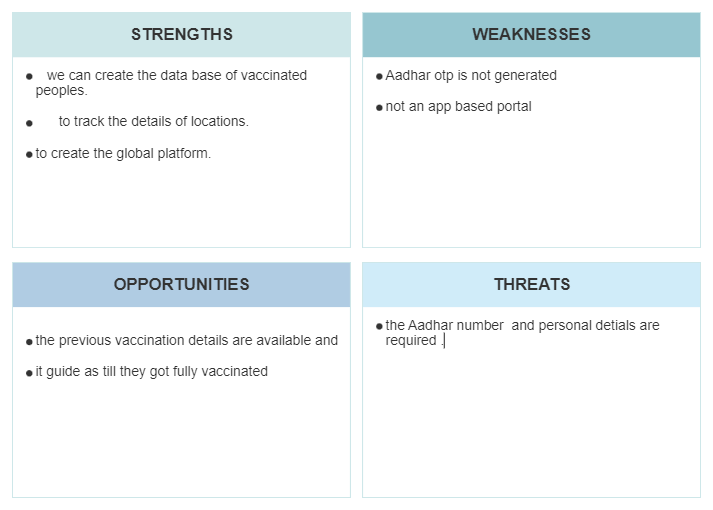 STRENGTHS
● we can create the data base of vaccinated
peoples.
● to track the details of locations.
● to create the global platform.
WEAKNESSES
● Aadhar otp is not generated
● not an app based portal
OPPORTUNITIES
● the previous vaccination details are available and
● it guide as till they got fully vaccinated
THREATS
● the Aadhar number and personal detials are
required .